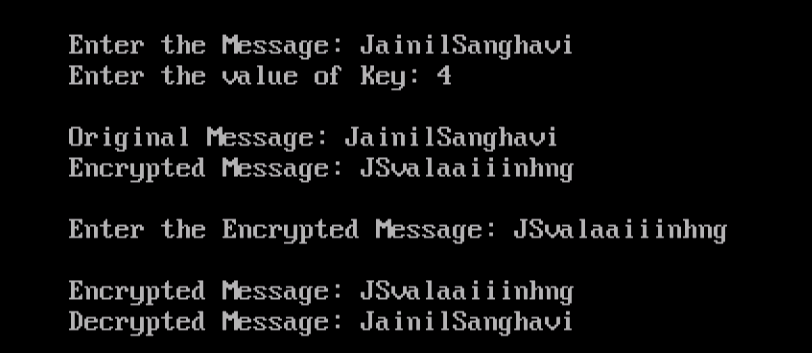 Enter the Message: JainilSanghavi
Enter the value of Key: 4
Original Message: JainilSanghavi
Encrypted Message: JSvalaaiiinhng
Enter the Encrypted Message: JSvalaaiiinhng
Encrypted Message: JSvalaaiiinhng
Decrypted Message: JainilSanghavi